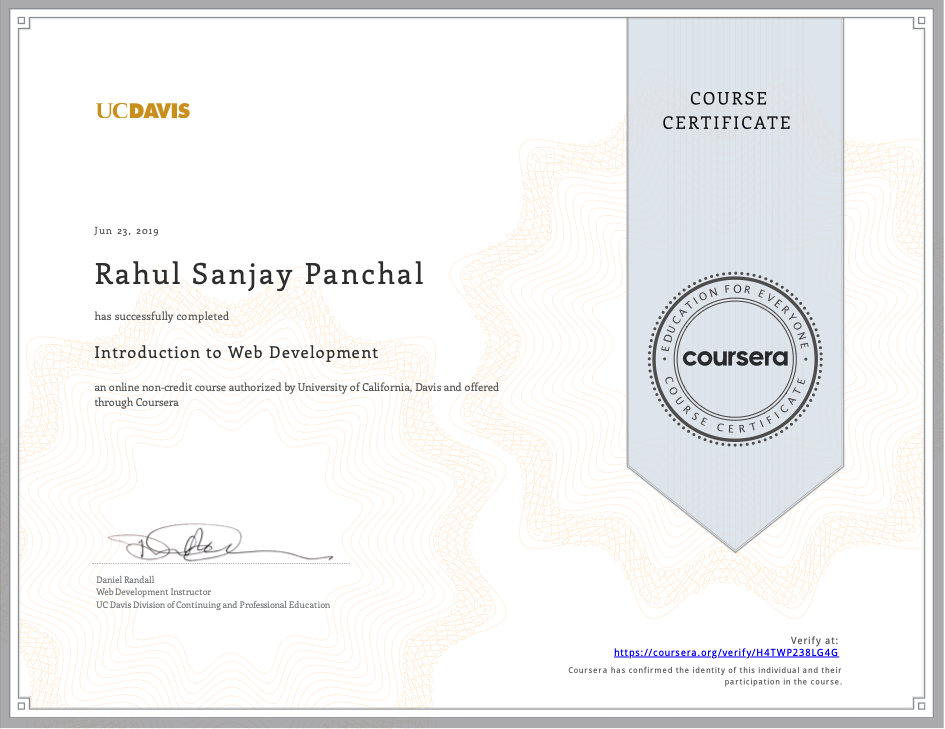 UCDAVIS
COURSE
CERTIFICATE
Jun 23, 2019
Rahul Sanjay Panchal
has successfully completed
Introduction to Web Development
an online non-credit course authorized by University of California, Davis and offered
through Coursera
EDUCATION FOR EVERYONE
coursera
COURSE CERTIFICATE
Daniel Randall
Web Development Instructor
UC Davis Division of Continuing and Professional Education
Verify at:
https://coursera.org/verify/H4TWP238LG4G
Coursera has confirmed the identity of this individual and their
participation in the course.